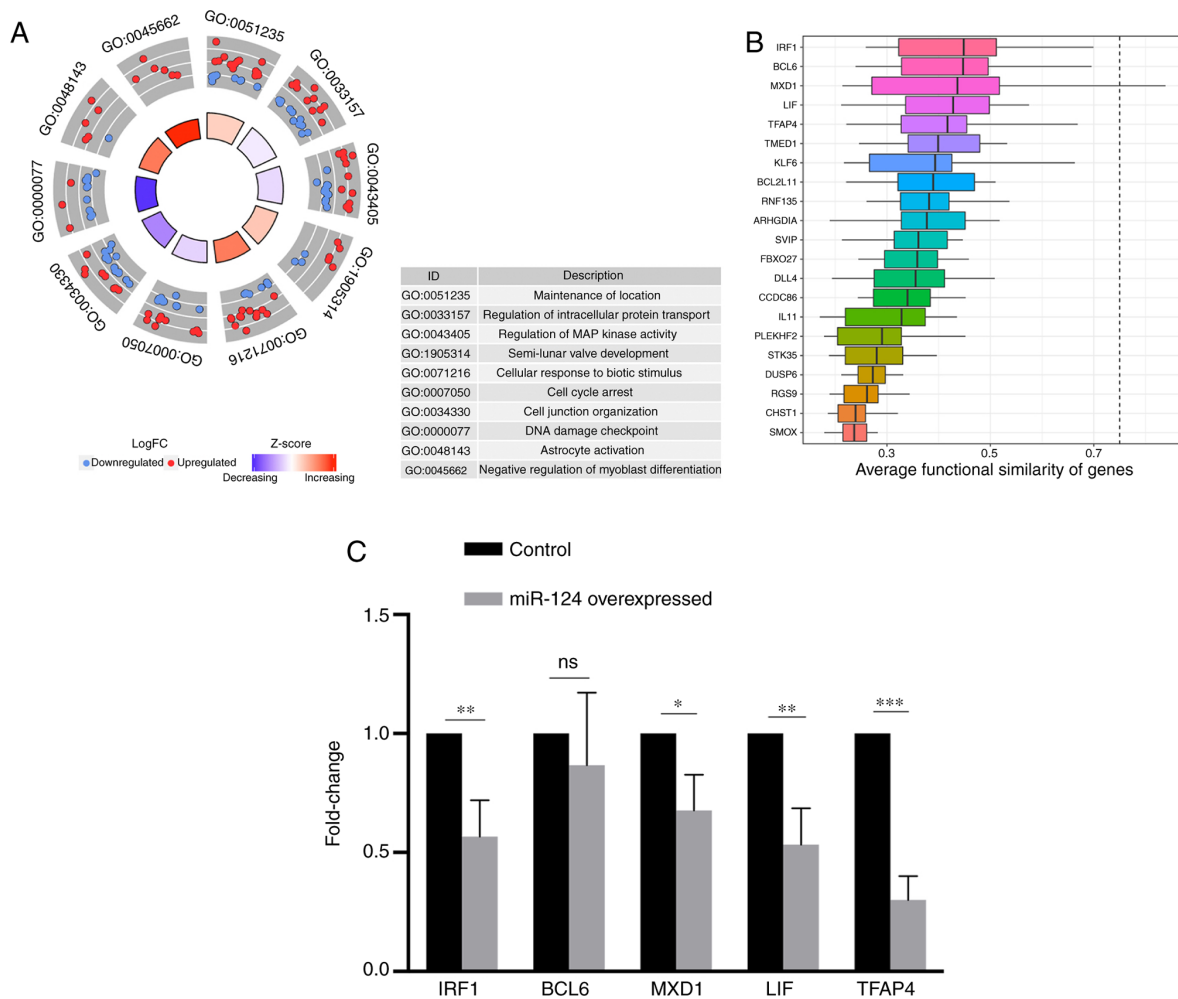 A
GO:0045662
GO:0051235
GO:0048143
GO:0033157
GO:0000077
GO:0043405
GO:0034330
GO:1905314
GO:0007050
GO:0071216
LogFC
Downregulated
Upregulated
Z-score
Decreasing
Increasing
ID Description
GO:0051235 Maintenance of location
GO:0033157 Regulation of intracellular protein transport
GO:0043405 Regulation of MAP kinase activity
GO:1905314 Semi-lunar valve development
GO:0071216 Cellular response to biotic stimulus
GO:0007050 Cell cycle arrest
GO:0034330 Cell junction organization
GO:0000077 DNA damage checkpoint
GO:0048143 Astrocyte activation
GO:0045662 Negative regulation of myoblast differentiation
B
IRF1
BCL6
MXD1
LIF
TFAP4
TMED1
KLF6
BCL2L11
RNF135
ARHGDIA
SVIP
FBXO27
DLL4
CCDC86
IL11
PLEKHF2
STK35
DUSP6
RGS9
CHST1
SMOX
0.3 0.5 0.7
Average functional similarity of genes
C
Control
miR-124 overexpressed
Fold-change
1.5
1.0
0.5
0.0
** ns * ** ***
IRF1 BCL6 MXD1 LIF TFAP4